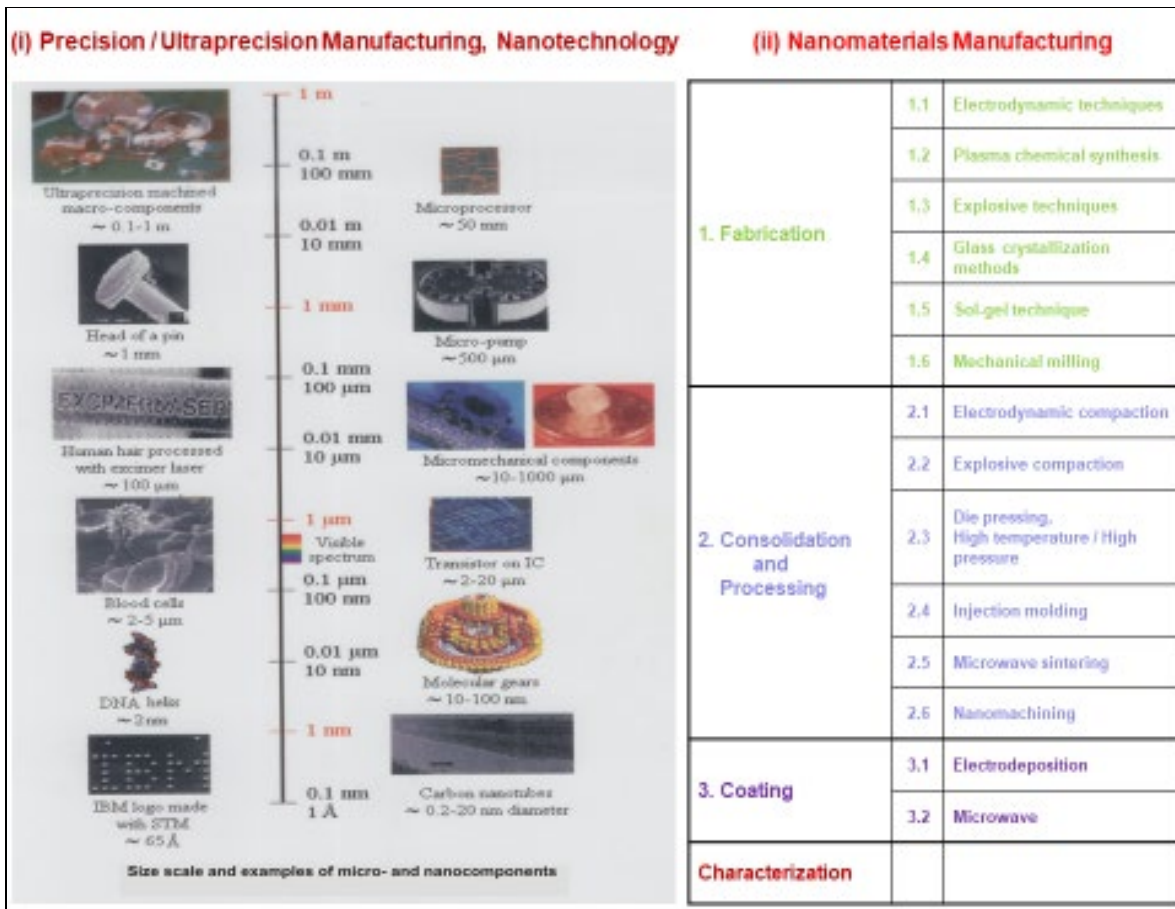 (i) Precision / Ultraprecision Manufacturing, Nanotechnology
1 m
0.1 m
100 mm
0.01 m
10 mm
1 mm
0.1 mm
100 μm
0.01 mm
10 μm
1 μm
Visible
spectrum
0.1 μm
100 nm
0.01 μm
10 nm
1 nm
0.1 nm
1 Å
Ultraprecision machined
macro-components
~ 0.1-1 m
Head of a pin
~ 1 mm
Human hair processed
with excimer laser
~ 100 μm
Blood cells
~ 2-5 μm
DNA helix
~ 2 nm
IBM logo made
with STM
~ 65 Å
Microprocessor
~ 50 mm
Micro-pump
~ 500 μm
Micromechanical components
~ 10-1000 μm
Transistor on IC
~ 2-20 μm
Molecular gears
~ 10-100 nm
Carbon nanotubes
~ 0.2-20 nm diameter
Size scale and examples of micro- and nanocomponents
(ii) Nanomaterials Manufacturing
1. Fabrication
1.1 Electrodynamic techniques
1.2 Plasma chemical synthesis
1.3 Explosive techniques
1.4 Glass crystallization
methods
1.5 Sol-gel technique
1.6 Mechanical milling
2. Consolidation
and
Processing
2.1 Electrodynamic compaction
2.2 Explosive compaction
2.3 Die pressing,
High temperature / High
pressure
2.4 Injection molding
2.5 Microwave sintering
2.6 Nanomachining
3. Coating
3.1 Electrodeposition
3.2 Microwave
Characterization